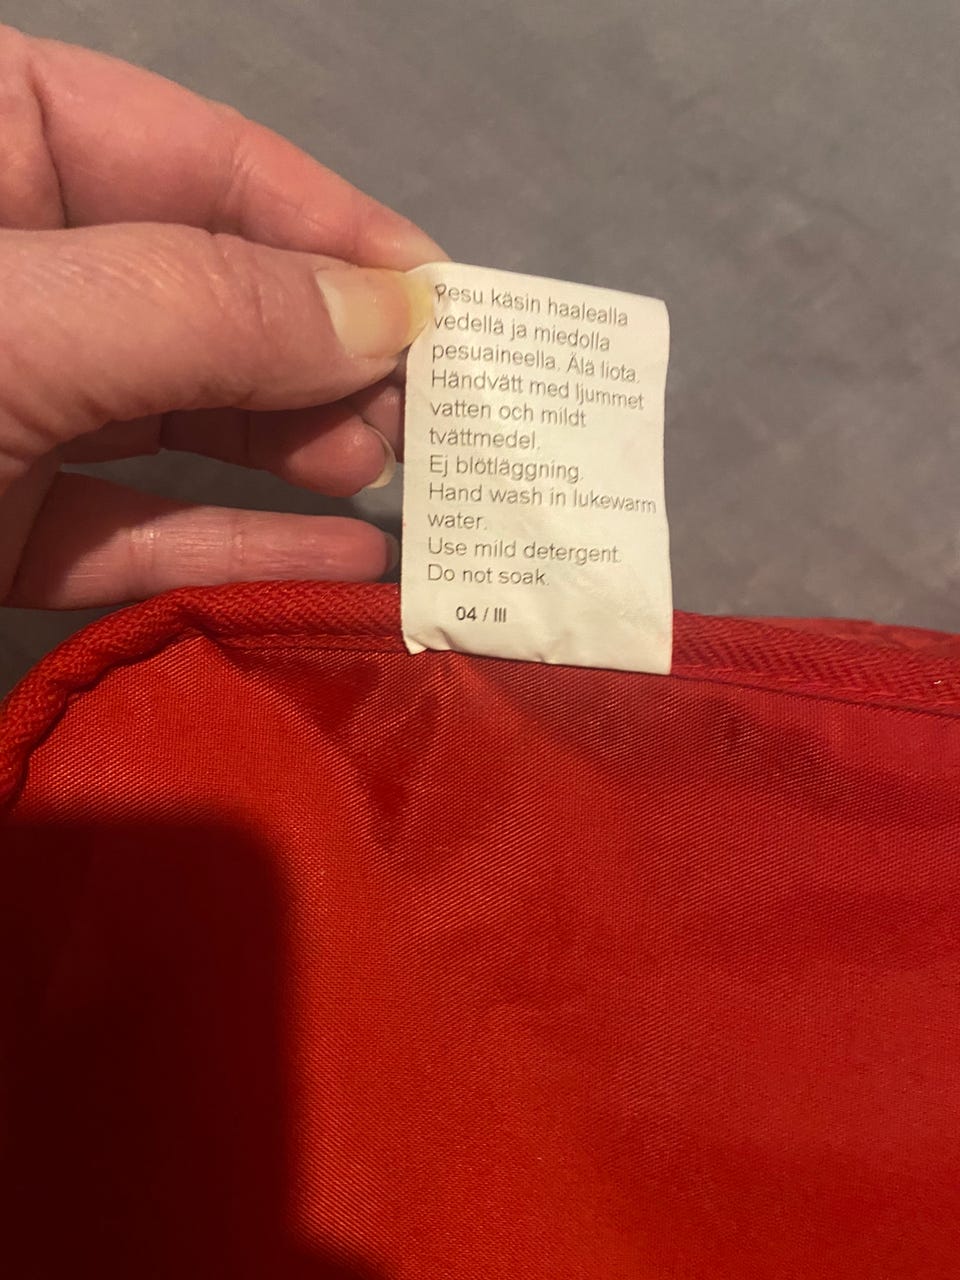 Pesu käsin haalealla
vedellä ja miedolla
pesuaineella. Älä liota.
Händvätt med ljummet
vatten och mildt
tvättmedel.
Ej blötläggning.
Hand wash in lukewarm
water.
Use mild detergent.
Do not soak.
04 / III